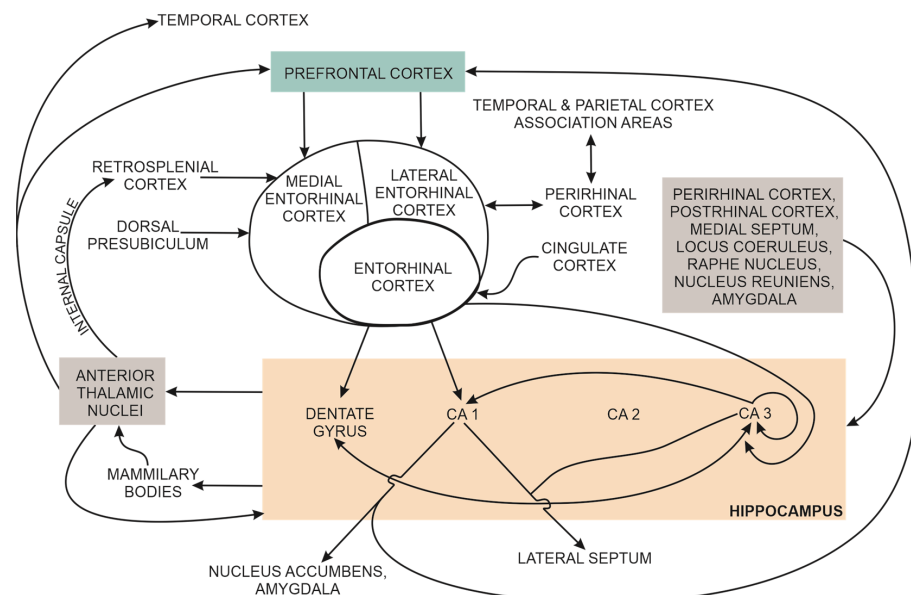 TEMPORAL CORTEX
PREFRONTAL CORTEX
TEMPORAL & PARIETAL CORTEX
ASSOCIATION AREAS
RETROSPLENIAL
CORTEX
MEDIAL
ENTORHINAL
CORTEX
LATERAL
ENTORHINAL
CORTEX
PERIRHINAL
CORTEX
PERIRHINAL CORTEX,
POSTRHINAL CORTEX,
MEDIAL SEPTUM,
LOCUS COERULEUS,
RAPHE NUCLEUS,
NUCLEUS REUNIENS,
AMYGDALA
DORSAL
PRESUBICULUM
CINGULATE
CORTEX
ENTORHINAL
CORTEX
INTERNAL CAPSULE
ANTERIOR
THALAMIC
NUCLEI
DENTATE
GYRUS
CA 1
CA 2
CA 3
MAMMILARY
BODIES
HIPPOCAMPUS
NUCLEUS ACCUMBENS,
AMYGDALA
LATERAL SEPTUM